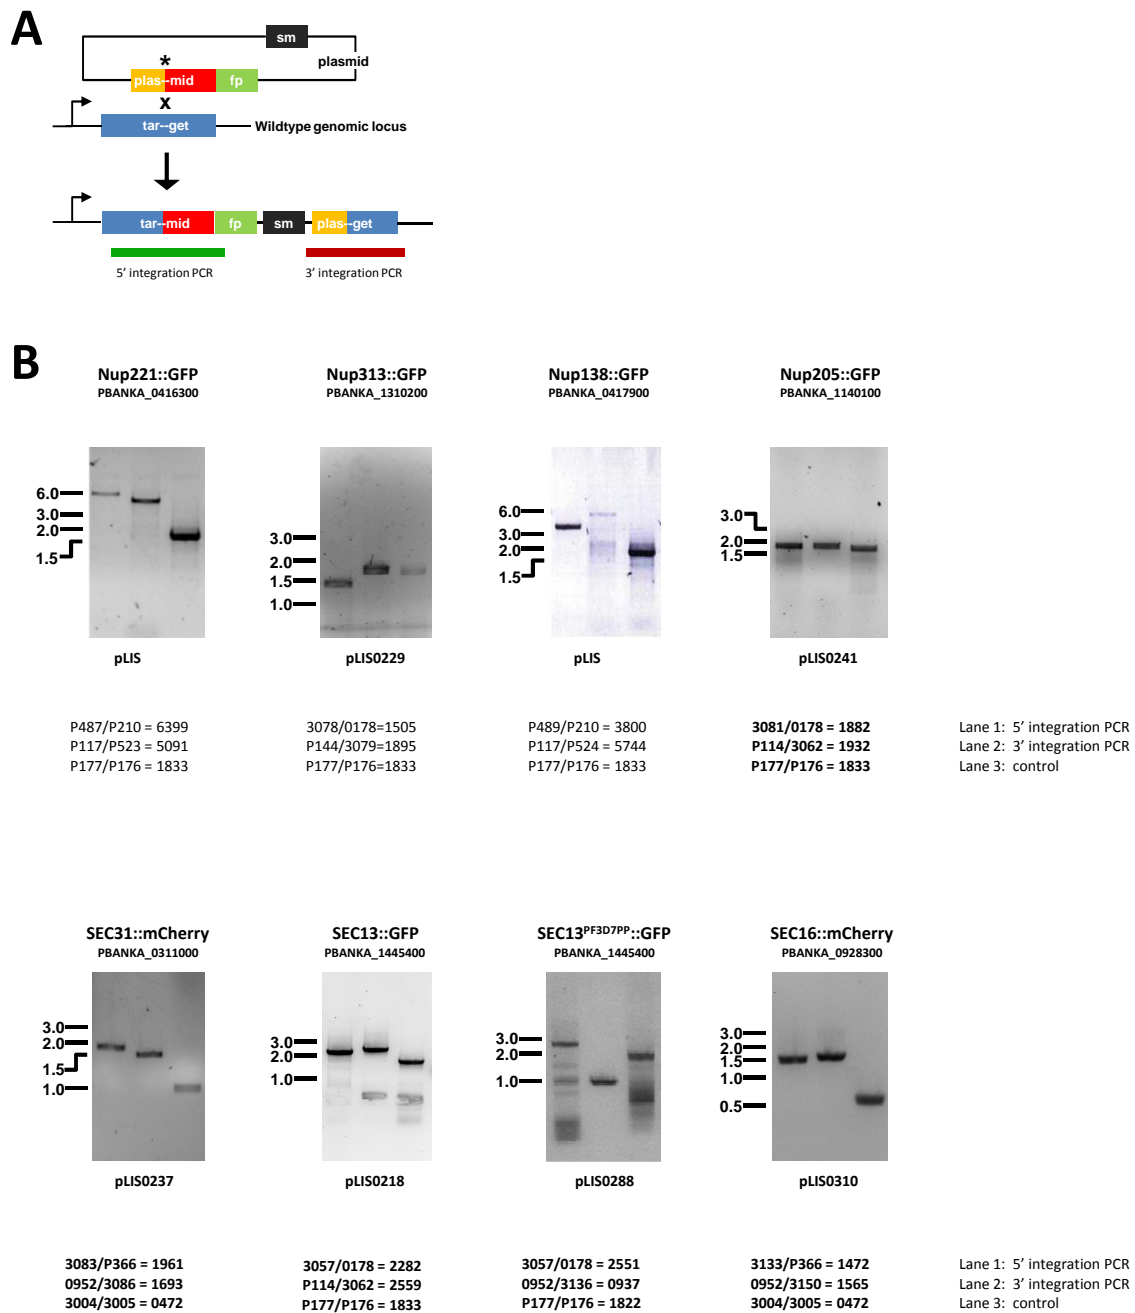 A
sm
plasmid
*
plas--mid fp
x
tar--get
Wildtype genomic locus
tar--mid fp sm plas--get
5' integration PCR 3' integration PCR
B
Nup221::GFP
PBANKA_0416300
6.0
3.0
2.0
1.5
pLIS
P487/P210 = 6399
P117/P523 = 5091
P177/P176 = 1833
Nup313::GFP
PBANKA_1310200
3.0
2.0
1.5
1.0
pLIS0229
3078/0178=1505
P144/3079=1895
P177/P176=1833
Nup138::GFP
PBANKA_0417900
6.0
3.0
2.0
1.5
pLIS
P489/P210 = 3800
P117/P524 = 5744
P177/P176 = 1833
Nup205::GFP
PBANKA_1140100
3.0
2.0
1.5
pLIS0241
3081/0178 = 1882
P114/3062 = 1932
P177/P176 = 1833
Lane 1: 5' integration PCR
Lane 2: 3' integration PCR
Lane 3: control
SEC31::mCherry
PBANKA_0311000
3.0
2.0
1.5
1.0
pLIS0237
3083/P366 = 1961
0952/3086 = 1693
3004/3005 = 0472
SEC13::GFP
PBANKA_1445400
3.0
2.0
1.0
pLIS0218
3057/0178 = 2282
P114/3062 = 2559
P177/P176 = 1833
SEC13PF3D7PP::GFP
PBANKA_1445400
3.0
2.0
1.0
pLIS0288
3057/0178 = 2551
0952/3136 = 0937
P177/P176 = 1822
SEC16::mCherry
PBANKA_0928300
3.0
2.0
1.5
1.0
0.5
pLIS0310
3133/P366 = 1472
0952/3150 = 1565
3004/3005 = 0472
Lane 1: 5' integration PCR
Lane 2: 3' integration PCR
Lane 3: control